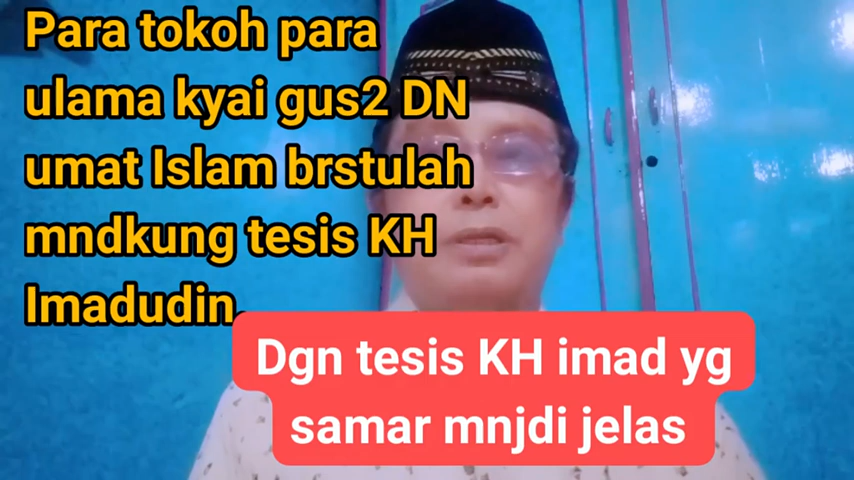 Para tokoh para
ulama kyai gus2 DN
umat Islam brstulah
mndkung tesis KH
Imadudin
Dgn tesis KH imad yg
samar mnjdi jelas